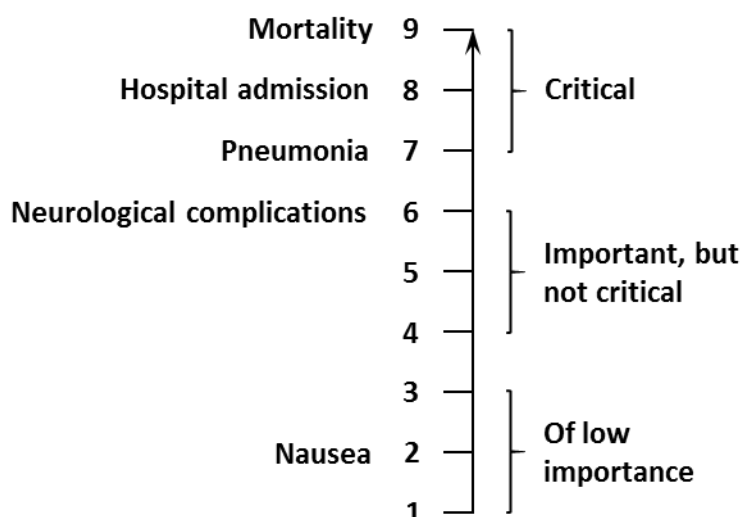 Mortality 9
Hospital admission 8 Critical
Pneumonia 7
Neurological complications 6
Important, but
5
not critical
4
3
Of low
Nausea 2
importance
1